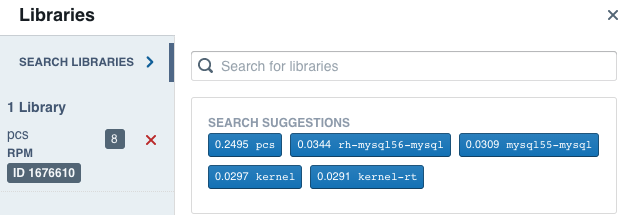 Libraries
SEARCH LIBRARIES
Search for libraries
1 Library
pcs 8
RPM
ID 1676610
SEARCH SUGGESTIONS
0.2495 pcs 0.0344 rh-mysql56-mysql 0.0309 mysql55-mysql
0.0297 kernel 0.0291 kernel-rt